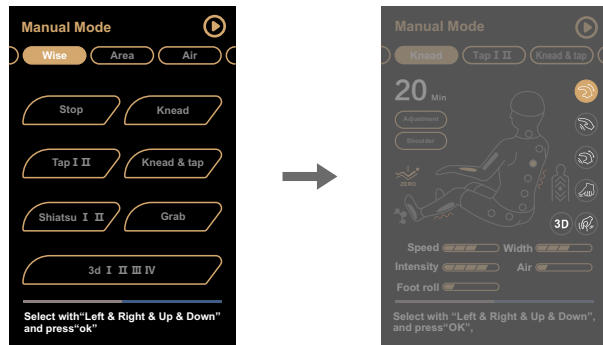 Manual Mode
Wise
Area
Air
Stop
Knead
Tap I II
Knead & tap
Shiatsu I II
Grab
3d I II III IV
Select with“Left & Right & Up & Down”
and press“ok”
Manual Mode
Knead
Tap I II
Knead & tap
20 Min
Adjustment
Shoulder
ZERO
3D
Speed
Width
Intensity
Air
Foot roll
Select with “Left & Right & Up & Down”,
and press“OK”,